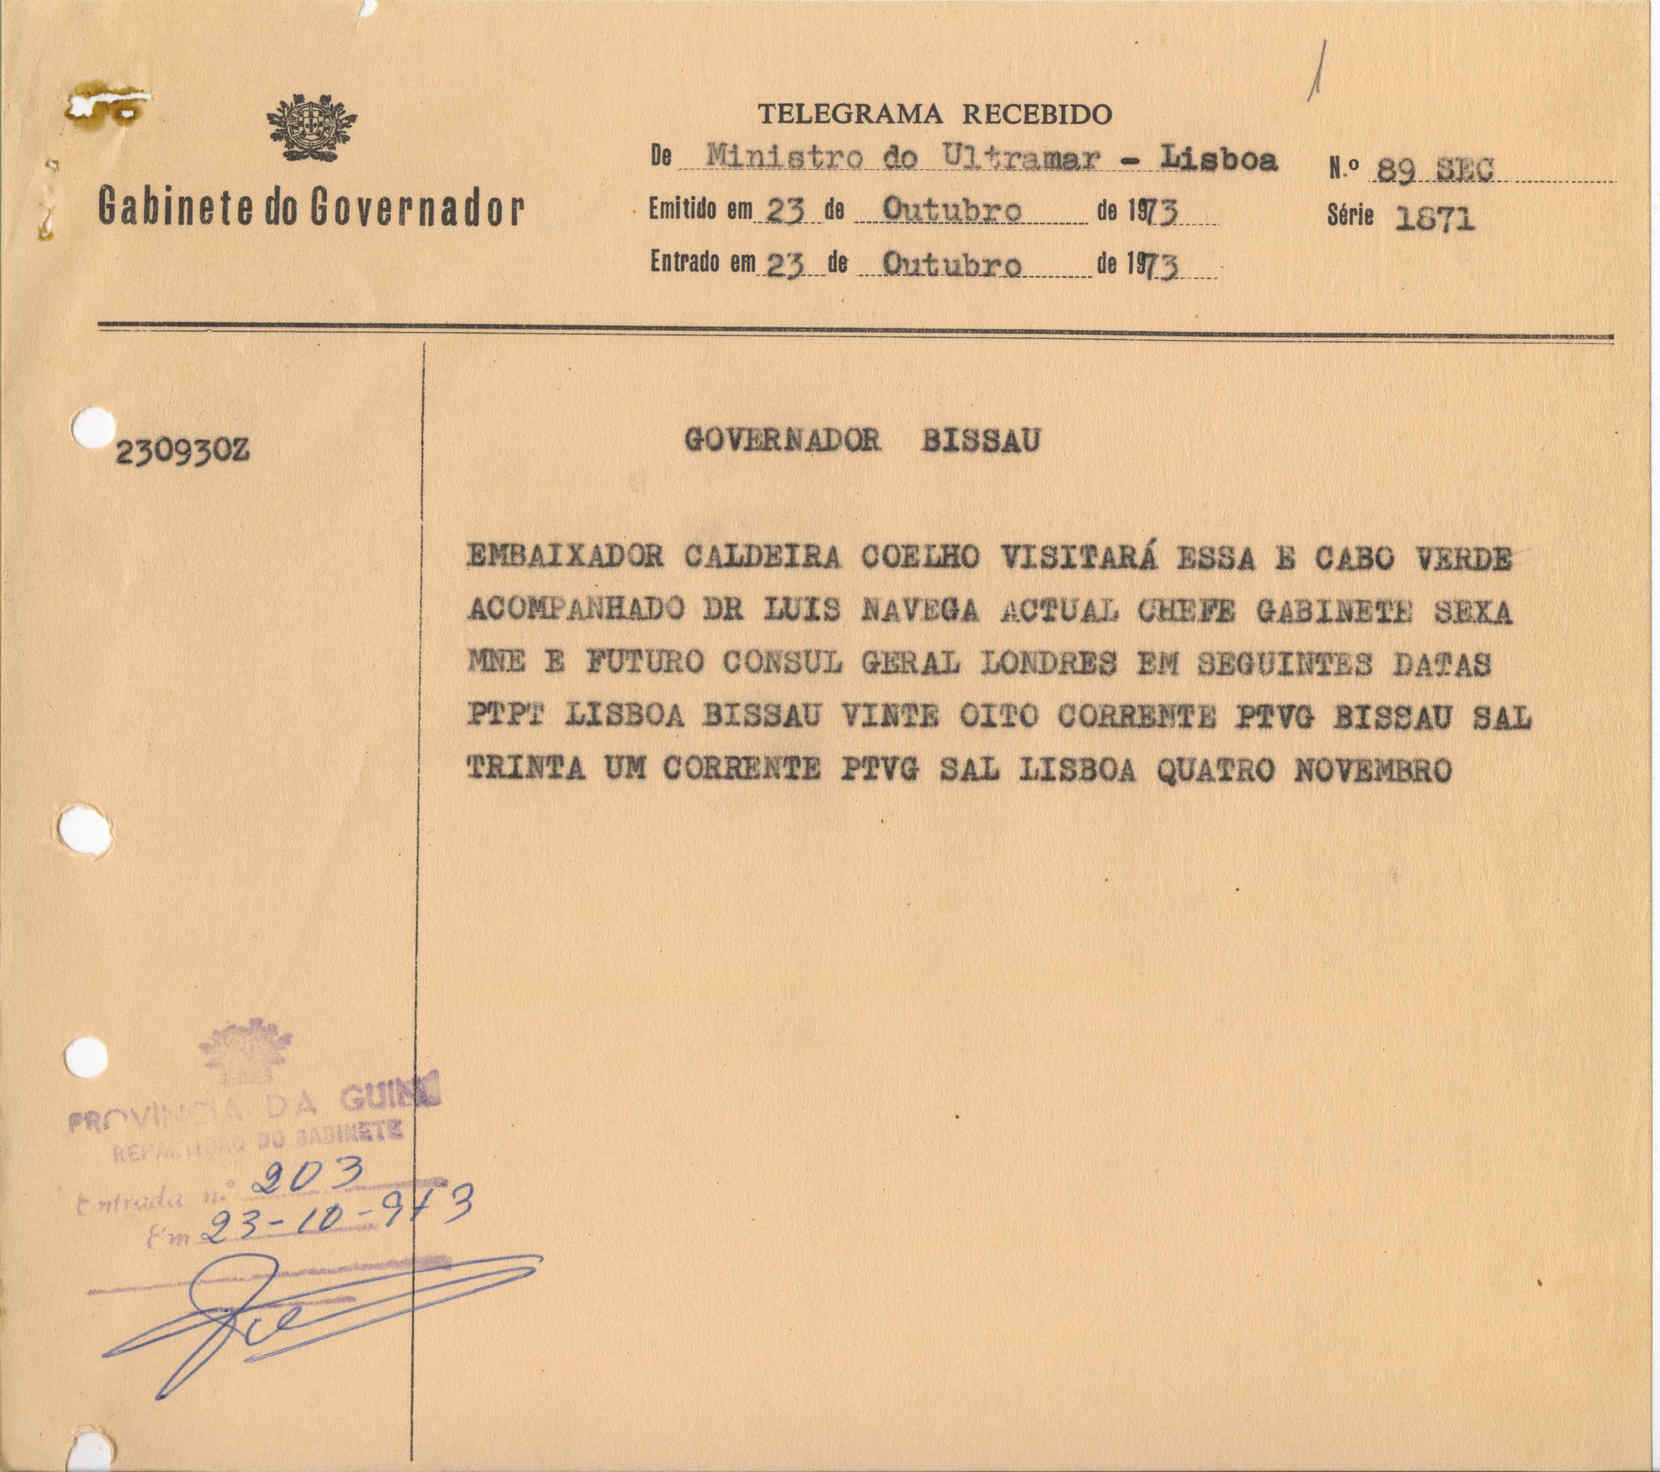 1
TELEGRAMA RECEBIDO
De Ministro do Ultramar - Lisboa
N.º 89 SEC
Gabinete do Governador
Emitido em 23 de Outubro de 1973
Série 1871
Entrado em 23 de Outubro de 1973
230930Z
GOVERNADOR BISSAU
EMBAIXADOR CALDEIRA COELHO VISITARÁ ESSA E CABO VERDE
ACOMPANHADO DR LUIS NAVEGA ACTUAL CHEFE GABINETE SEXA
MNE E FUTURO CONSUL GERAL LONDRES EM SEGUINTES DATAS
PTPT LISBOA BISSAU VINTE OITO CORRENTE PTVG BISSAU SAL
TRINTA UM CORRENTE PTVG SAL LISBOA QUATRO NOVEMBRO
PROVINCIA DA GUINÉ
REPARTIÇÃO DO GABINETE
Entrada n.º 203
Em 23-10-973